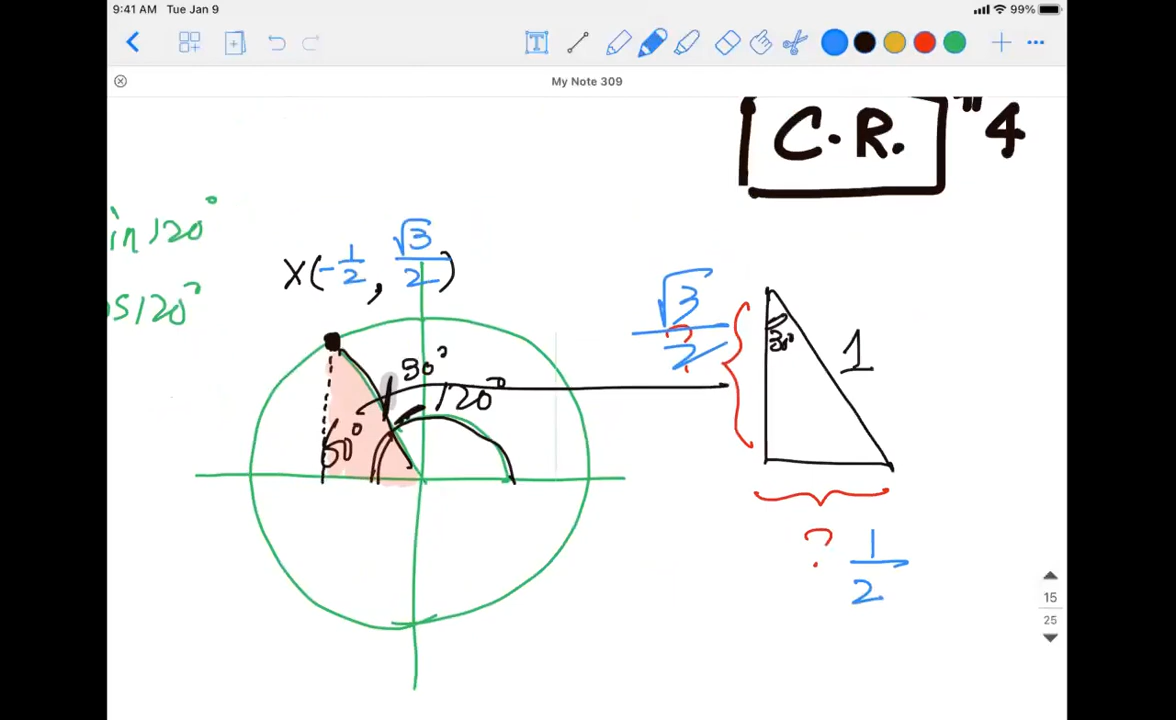 9:41 AM Tue Jan 9
99%
My Note 309
C.R. #4
in 120°
os 120°
X(-1/2, √3/2)
30°
120°
60°
√3/2
?
30°
1
? 1/2
15
25